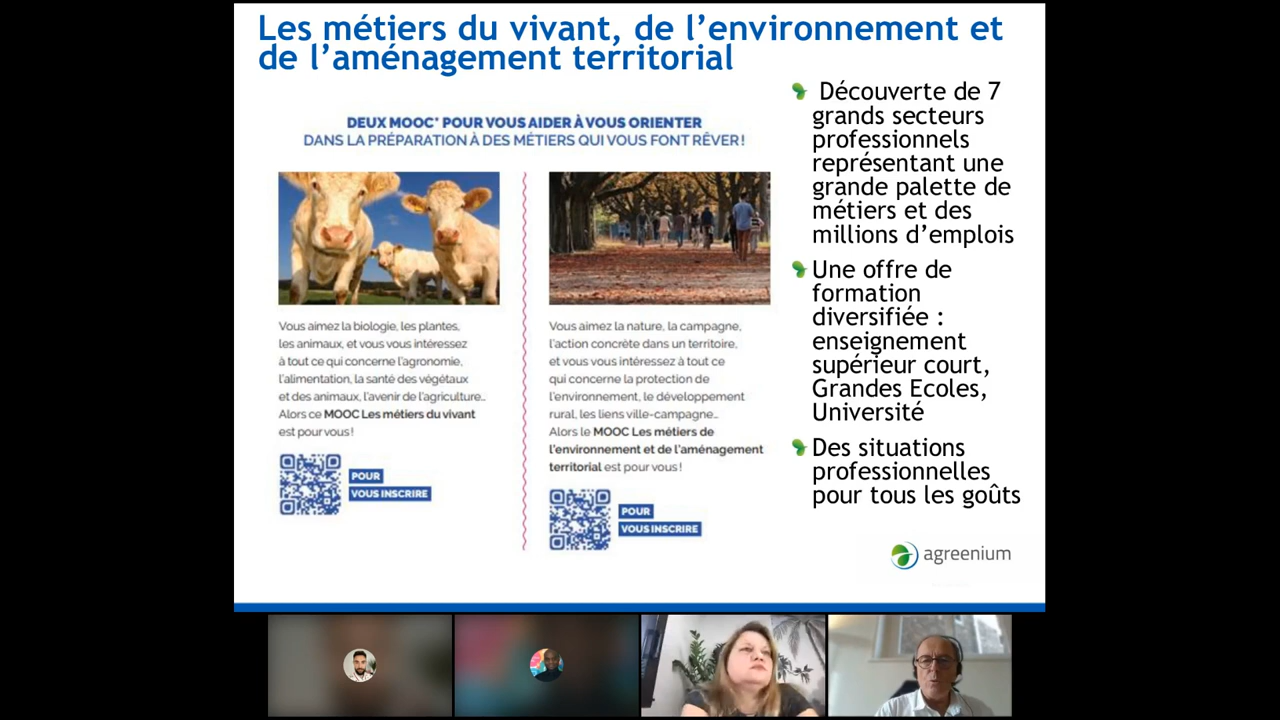 Les métiers du vivant, de l’environnement et
de l’aménagement territorial
DEUX MOOC* POUR VOUS AIDER À VOUS ORIENTER
DANS LA PRÉPARATION À DES MÉTIERS QUI VOUS FONT RÊVER !
Vous aimez la biologie, les plantes,
les animaux, et vous vous intéressez
à tout ce qui concerne l’agronomie,
l’alimentation, la santé des végétaux
et des animaux, l’avenir de l’agriculture…
Alors ce MOOC Les métiers du vivant
est pour vous !
POUR
VOUS INSCRIRE
Vous aimez la nature, la campagne,
l’action concrète dans un territoire,
et vous vous intéressez à tout ce
qui concerne la protection de
l’environnement, le développement
rural, les liens ville-campagne…
Alors le MOOC Les métiers de
l’environnement et de l’aménagement
territorial est pour vous !
POUR
VOUS INSCRIRE
Découverte de 7
grands secteurs
professionnels
représentant une
grande palette de
métiers et des
millions d’emplois
Une offre de
formation
diversifiée :
enseignement
supérieur court,
Grandes Ecoles,
Université
Des situations
professionnelles
pour tous les goûts
agreenium